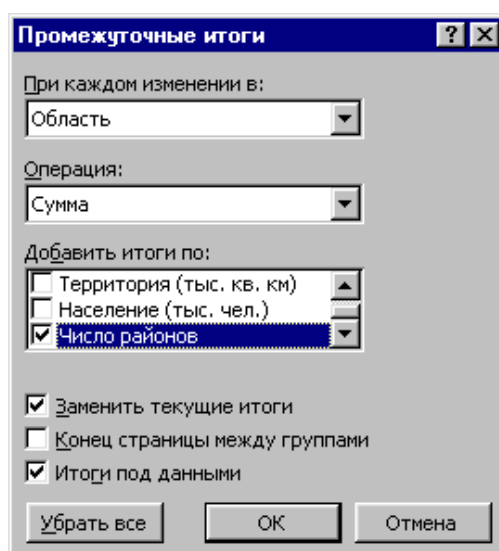 Промежуточные итоги
При каждом изменении в:
Область
Операция:
Сумма
Добавить итоги по:
Территория (тыс. кв. км)
Население (тыс. чел.)
Число районов
Заменить текущие итоги
Конец страницы между группами
Итоги под данными
Убрать все ОК Отмена